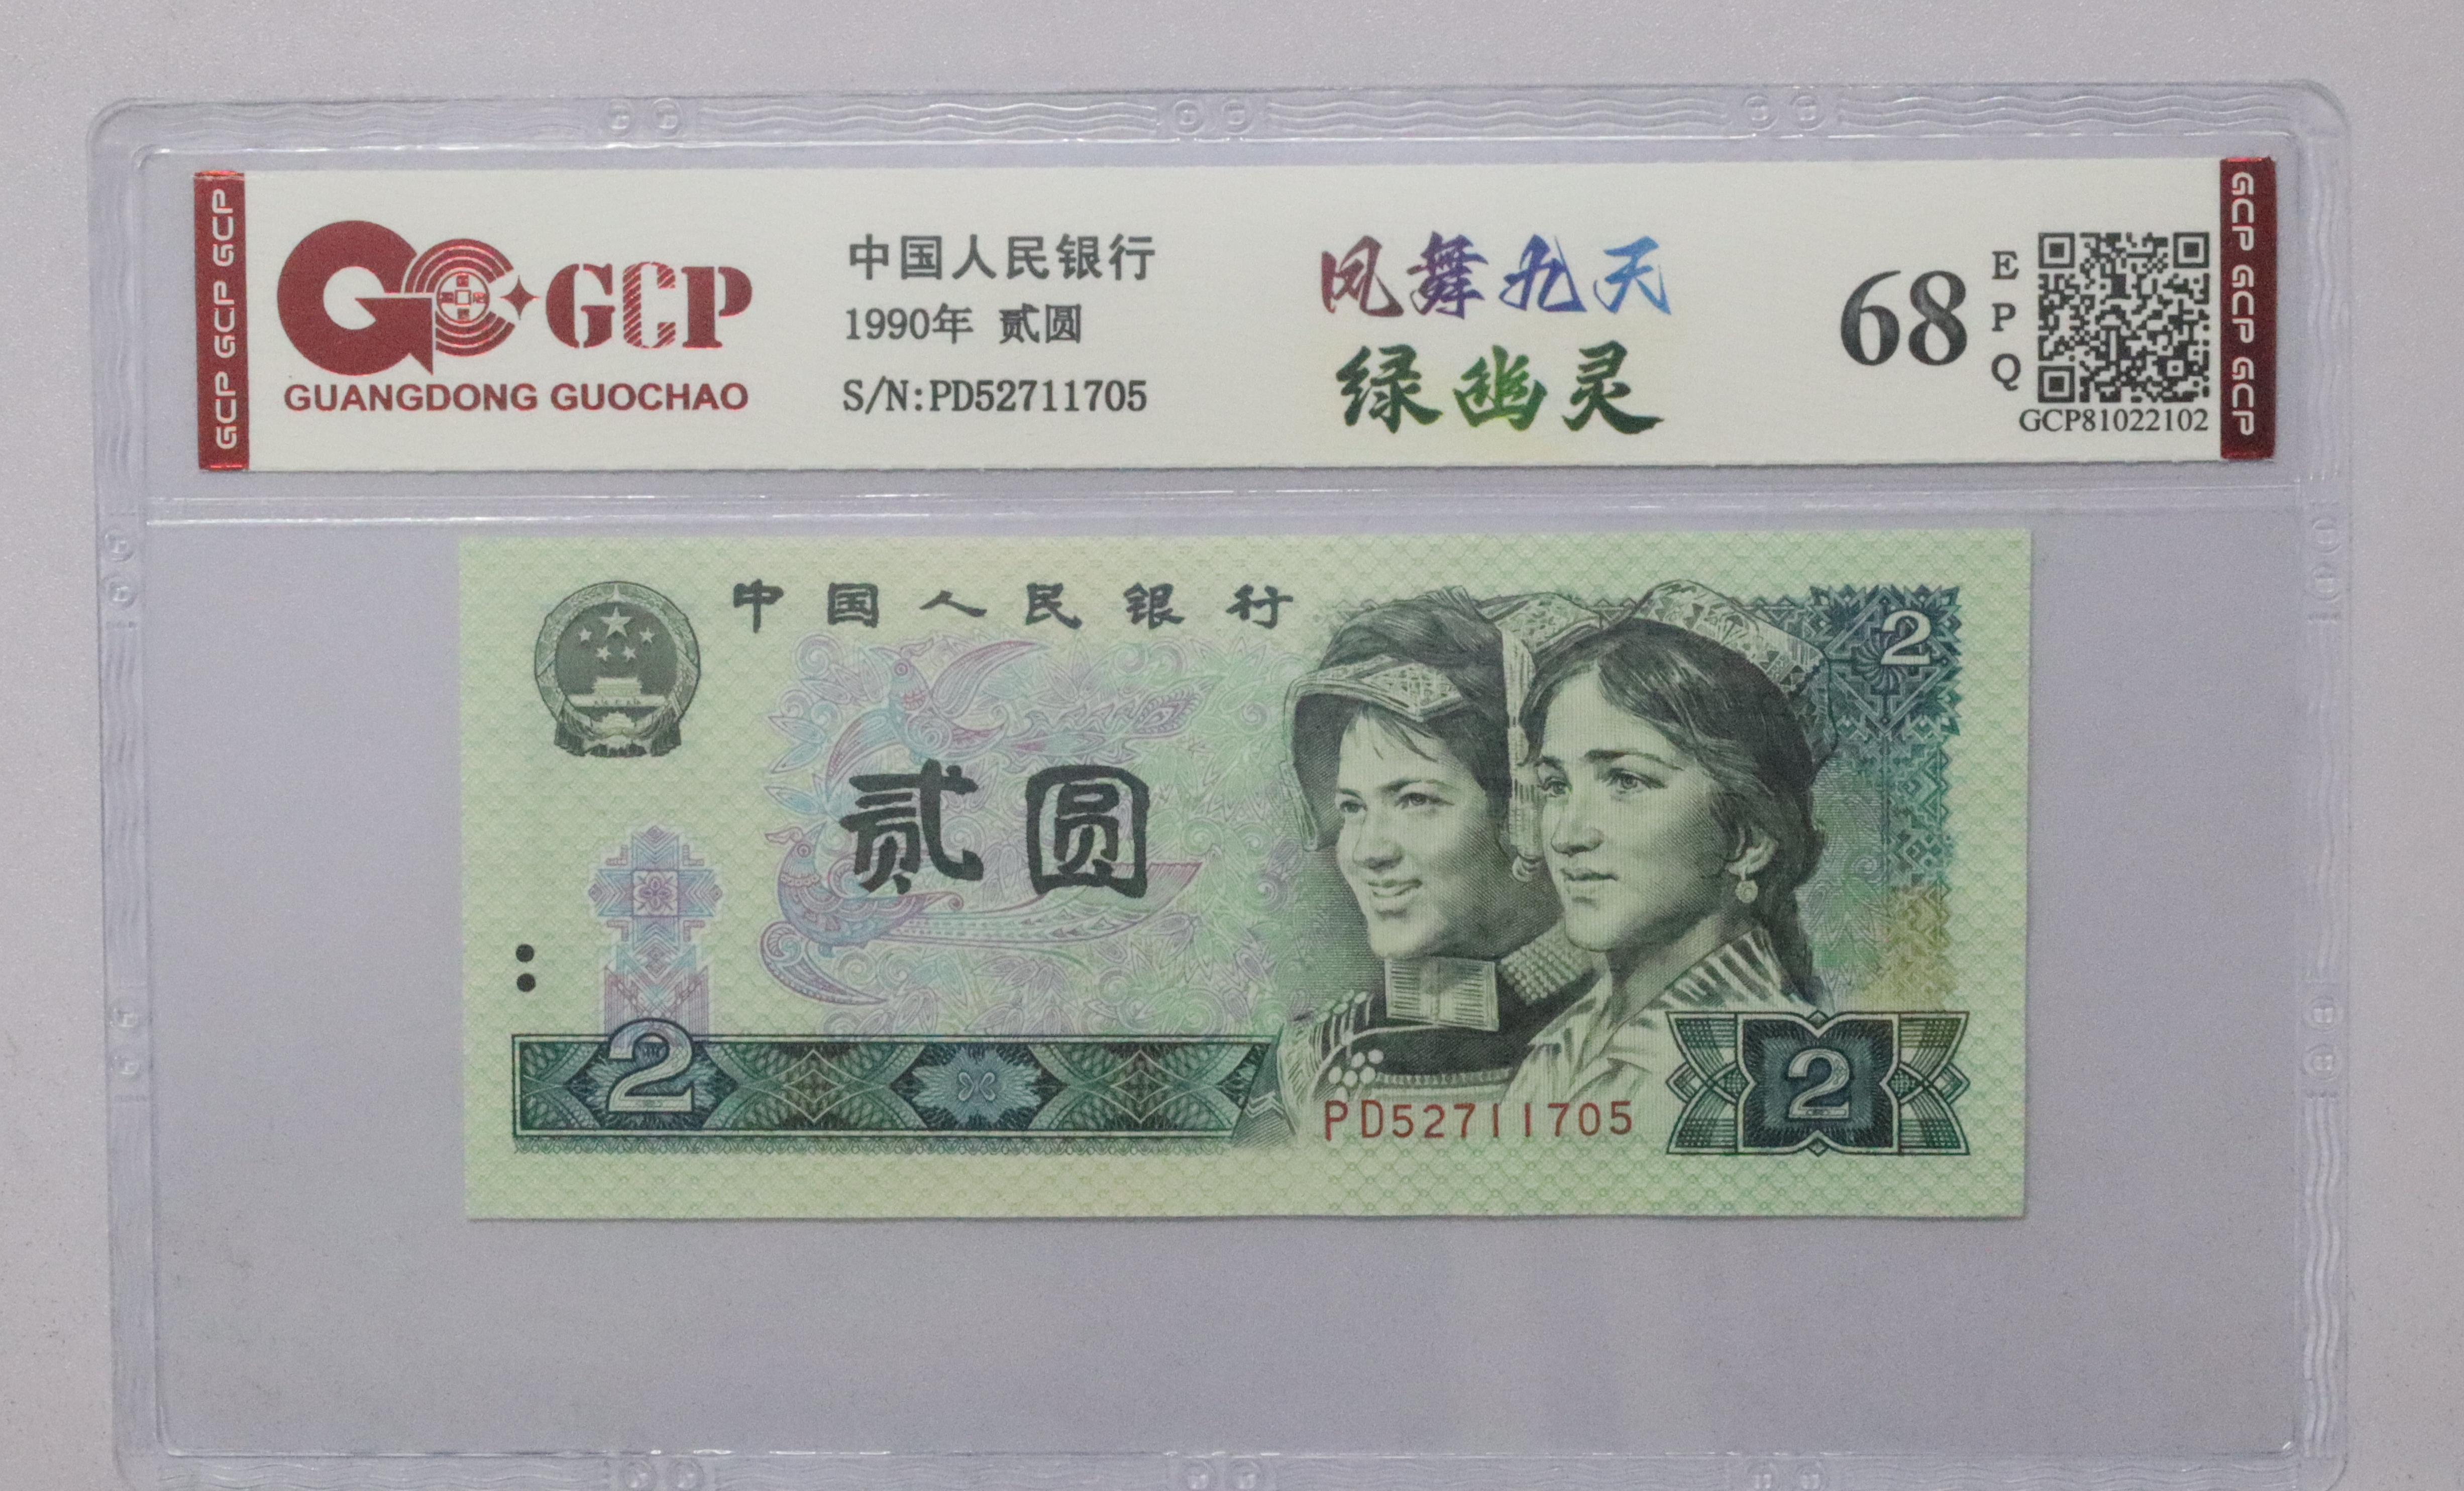 GCP GCP GCP
GCP
GUANGDONG GUOCHAO
中国人民银行
1990年 贰圆
S/N:PD52711705
凤舞九天
绿幽灵
68
EPQ
GCP81022102
GCP GCP GCP
中国人民银行
2
贰圆
2
PD52711705
2